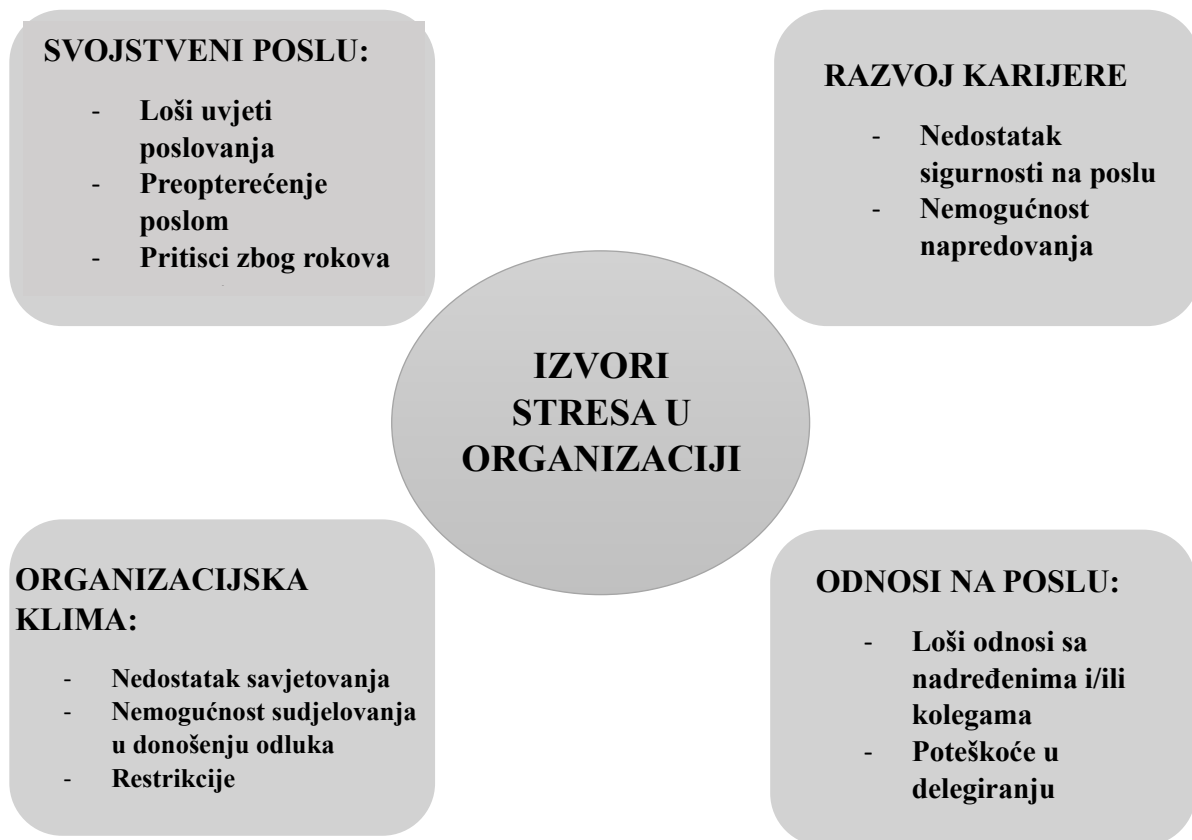 SVOJSTVENI POSLU:
- Loši uvjeti
poslovanja
- Preopterećenje
poslom
- Pritisci zbog rokova
RAZVOJ KARIJERE
- Nedostatak
sigurnosti na poslu
- Nemogućnost
napredovanja
IZVORI
STRESA U
ORGANIZACIJI
ORGANIZACIJSKA
KLIMA:
- Nedostatak savjetovanja
- Nemogućnost sudjelovanja
u donošenju odluka
- Restrikcije
ODNOSI NA POSLU:
- Loši odnosi sa
nadređenima i/ili
kolegama
- Poteškoće u
delegiranju